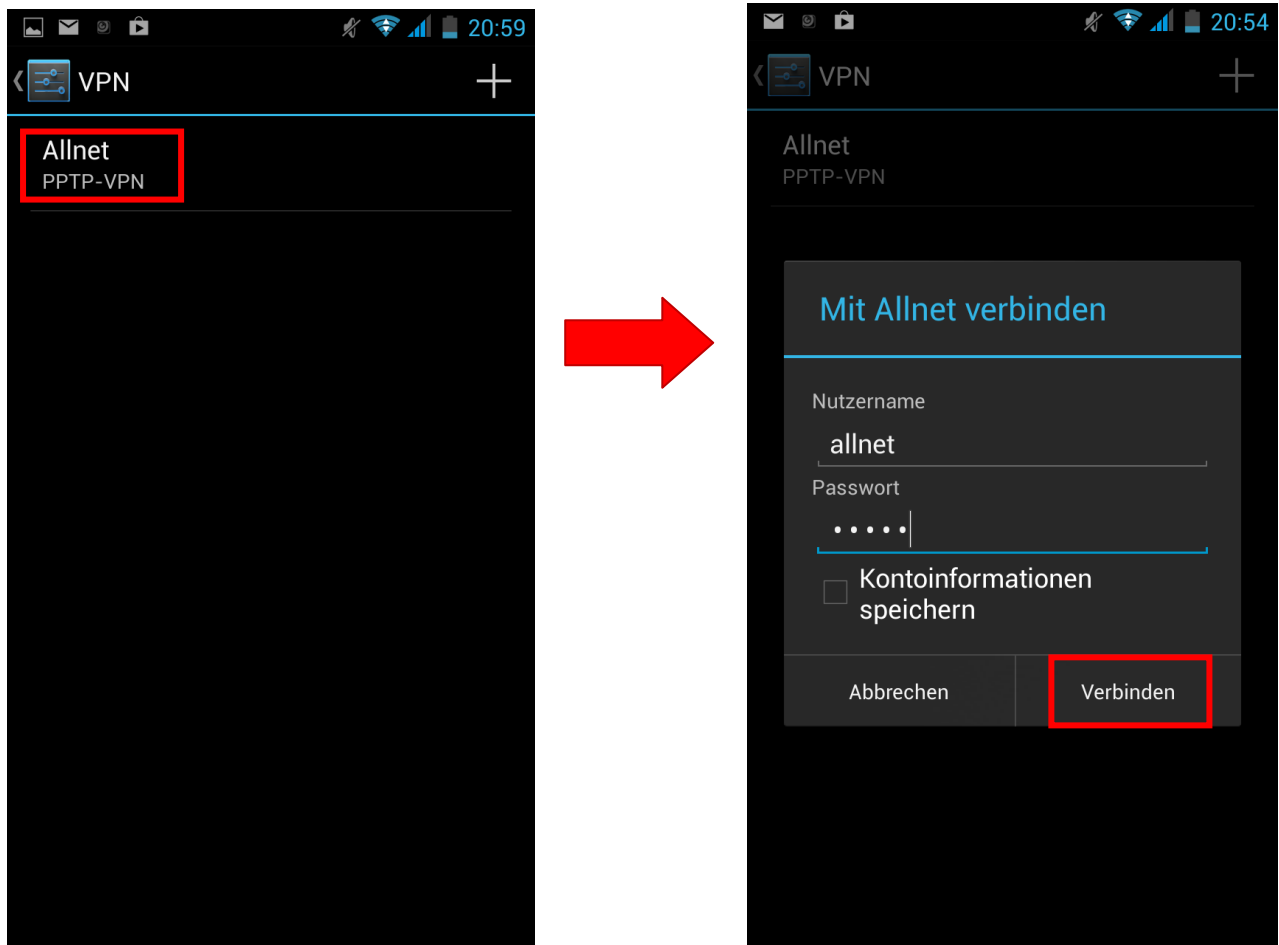 20:59
VPN
Allnet
PPTP-VPN
20:54
VPN
Allnet
PPTP-VPN
Mit Allnet verbinden
Nutzername
allnet
Passwort
•••••
Kontoinformationen
speichern
Abbrechen
Verbinden